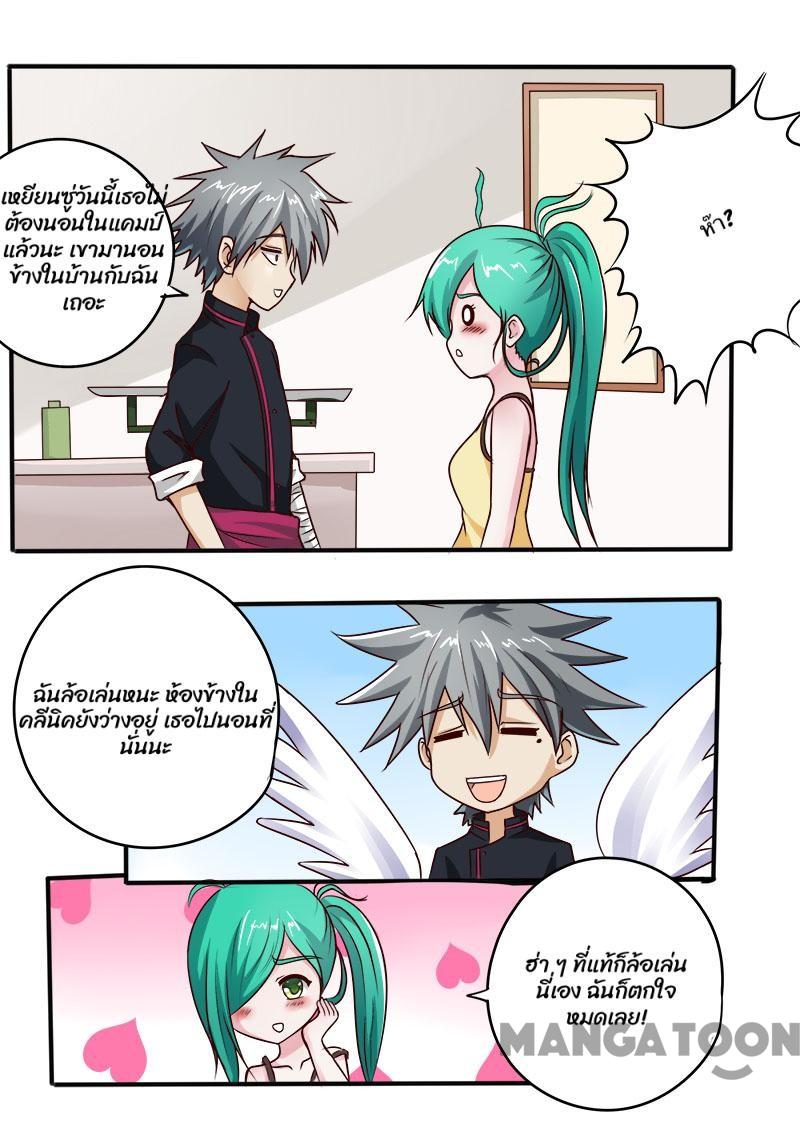 เหยียนซู่วันนี้เธอไม่
ต้องนอนในแคมป์
แล้วนะ เขามานอน
ข้างในบ้านกับฉัน
เถอะ
ห๊า?
ฉันล้อเล่นหนะ ห้องข้างใน
คลีนิคยังว่างอยู่ เธอไปนอนที่
นั่นนะ
ฮ่า ๆ ที่แท้ก็ล้อเล่น
นี่เอง ฉันก็ตกใจ
หมดเลย!
MANGATOON